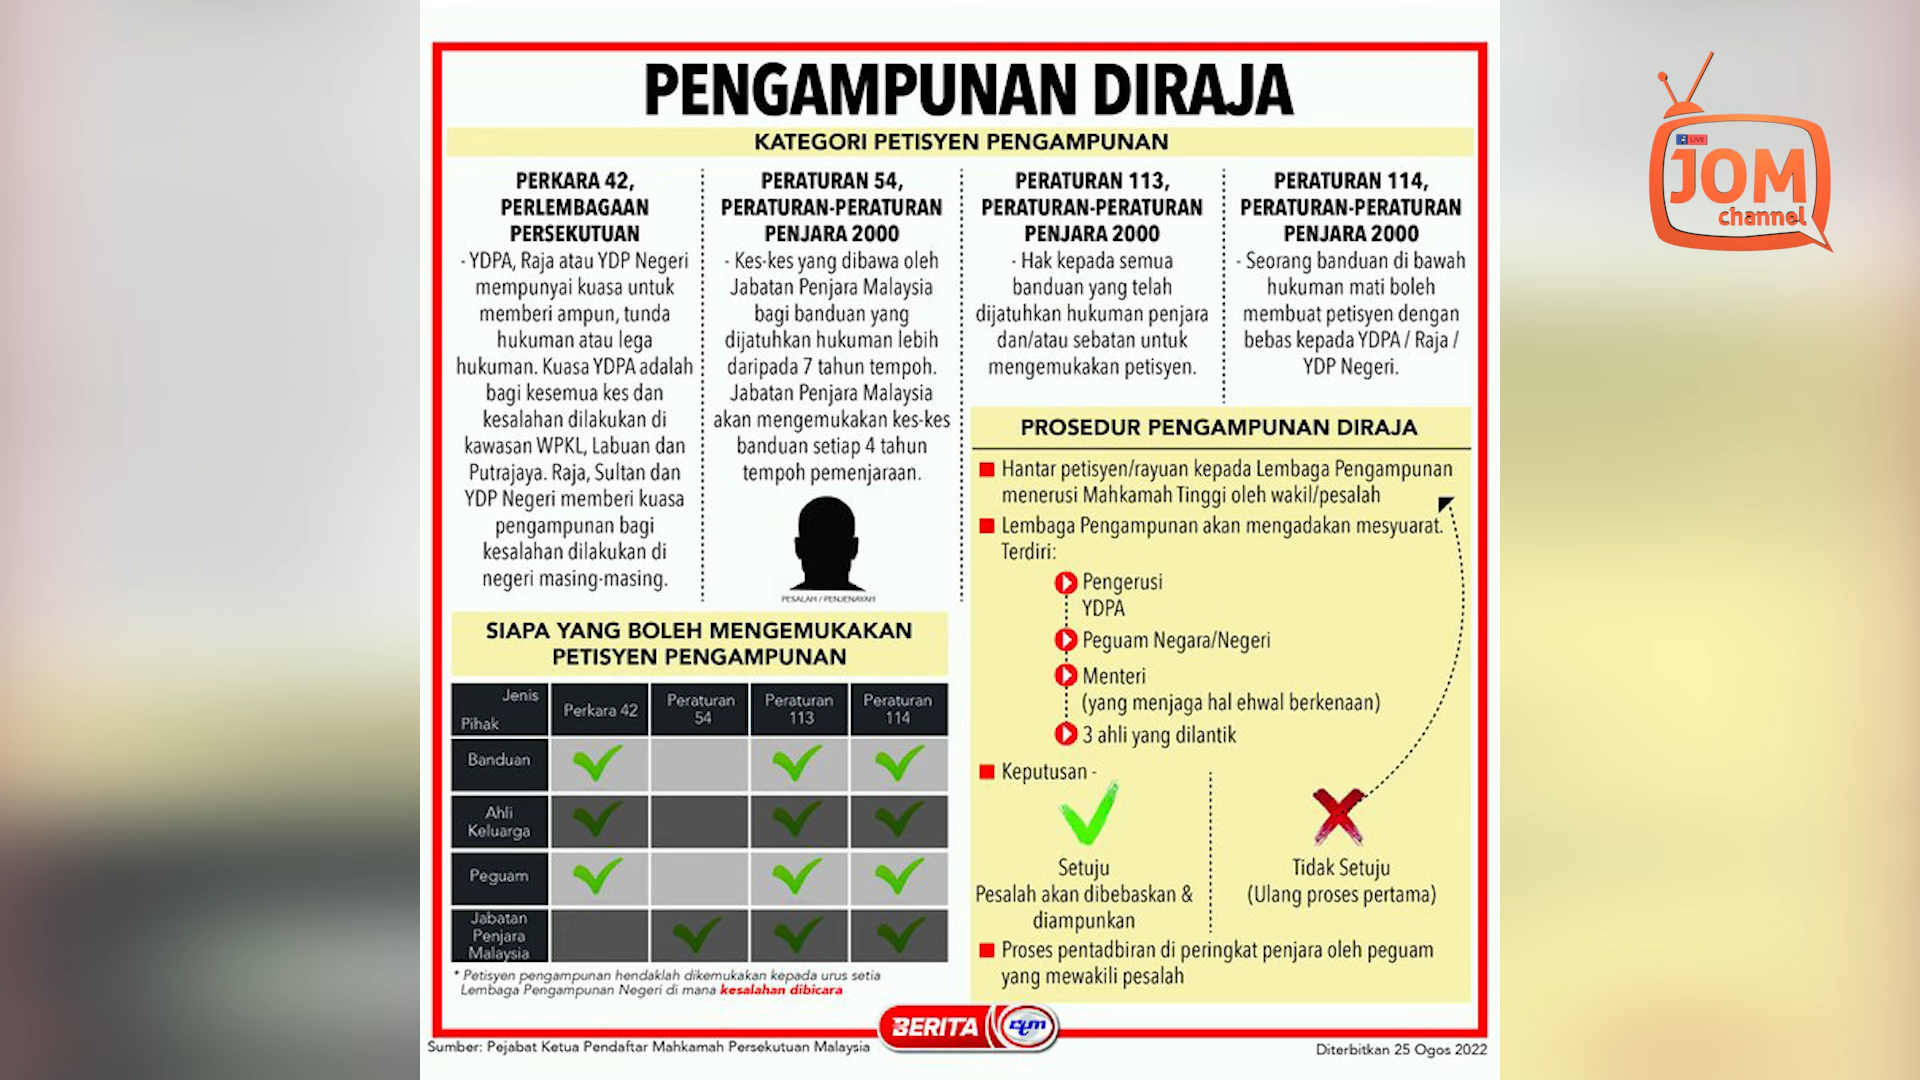 PENGAMPUNAN DIRAJA
KATEGORI PETISYEN PENGAMPUNAN
PERKARA 42,
PERLEMBAGAAN
PERSEKUTUAN
- YDPA, Raja atau YDP Negeri
mempunyai kuasa untuk
memberi ampun, tunda
hukuman atau lega
hukuman. Kuasa YDPA adalah
bagi kesemua kes dan
kesalahan dilakukan di
kawasan WPKL, Labuan dan
Putrajaya. Raja, Sultan dan
YDP Negeri memberi kuasa
pengampunan bagi
kesalahan dilakukan di
negeri masing-masing.
PERATURAN 54,
PERATURAN-PERATURAN
PENJARA 2000
- Kes-kes yang dibawa oleh
Jabatan Penjara Malaysia
bagi banduan yang
dijatuhkan hukuman lebih
daripada 7 tahun tempoh.
Jabatan Penjara Malaysia
akan mengemukakan kes-kes
banduan setiap 4 tahun
tempoh pemenjaraan.
PESALAH / PENJENAYAH
PERATURAN 113,
PERATURAN-PERATURAN
PENJARA 2000
- Hak kepada semua
banduan yang telah
dijatuhkan hukuman penjara
dan/atau sebatan untuk
mengemukakan petisyen.
PERATURAN 114,
PERATURAN-PERATURAN
PENJARA 2000
- Seorang banduan di bawah
hukuman mati boleh
membuat petisyen dengan
bebas kepada YDPA / Raja /
YDP Negeri.
SIAPA YANG BOLEH MENGEMUKAKAN
PETISYEN PENGAMPUNAN
Jenis
Pihak
Perkara 42
Peraturan
54
Peraturan
113
Peraturan
114
Banduan
Ahli
Keluarga
Peguam
Jabatan
Penjara
Malaysia
* Petisyen pengampunan hendaklah dikemukakan kepada urus setia
Lembaga Pengampunan Negeri di mana kesalahan dibicara
PROSEDUR PENGAMPUNAN DIRAJA
Hantar petisyen/rayuan kepada Lembaga Pengampunan
menerusi Mahkamah Tinggi oleh wakil/pesalah
Lembaga Pengampunan akan mengadakan mesyuarat.
Terdiri:
Pengerusi
YDPA
Peguam Negara/Negeri
Menteri
(yang menjaga hal ehwal berkenaan)
3 ahli yang dilantik
Keputusan -
Setuju
Pesalah akan dibebaskan &
diampunkan
Tidak Setuju
(Ulang proses pertama)
Proses pentadbiran di peringkat penjara oleh peguam
yang mewakili pesalah
BERITA rtm
Sumber: Pejabat Ketua Pendaftar Mahkamah Persekutuan Malaysia
Diterbitkan 25 Ogos 2022
LIVE
JOM
channel